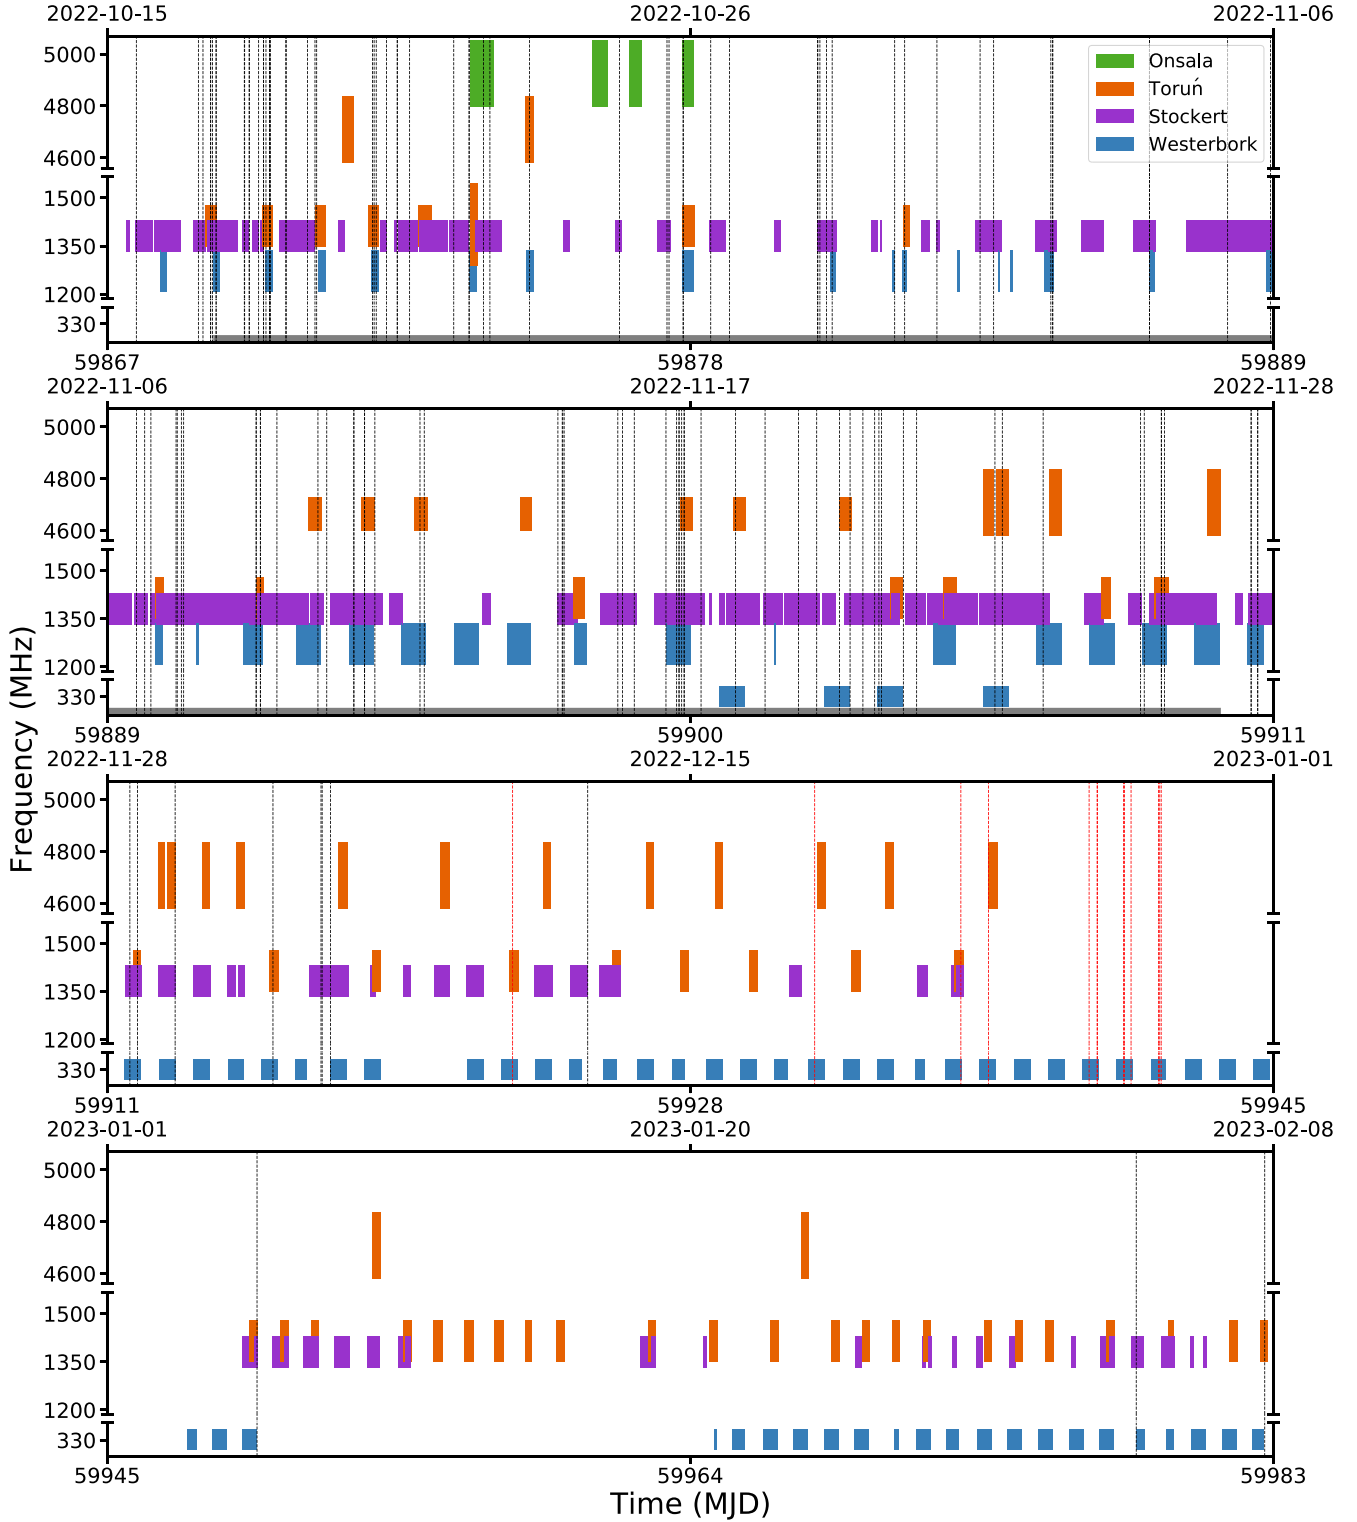 2022-10-15 2022-10-26 2022-11-06
5000
4800
4600
1500
1350
1200
330
Onsala
Toruń
Stockert
Westerbork
59867 59878 59889
2022-11-06 2022-11-17 2022-11-28
5000
4800
4600
1500
1350
1200
330
59889 59900 59911
2022-11-28 2022-12-15 2023-01-01
5000
4800
4600
1500
1350
1200
330
59911 59928 59945
2023-01-01 2023-01-20 2023-02-08
5000
4800
4600
1500
1350
1200
330
59945 59964 59983
Frequency (MHz)
Time (MJD)